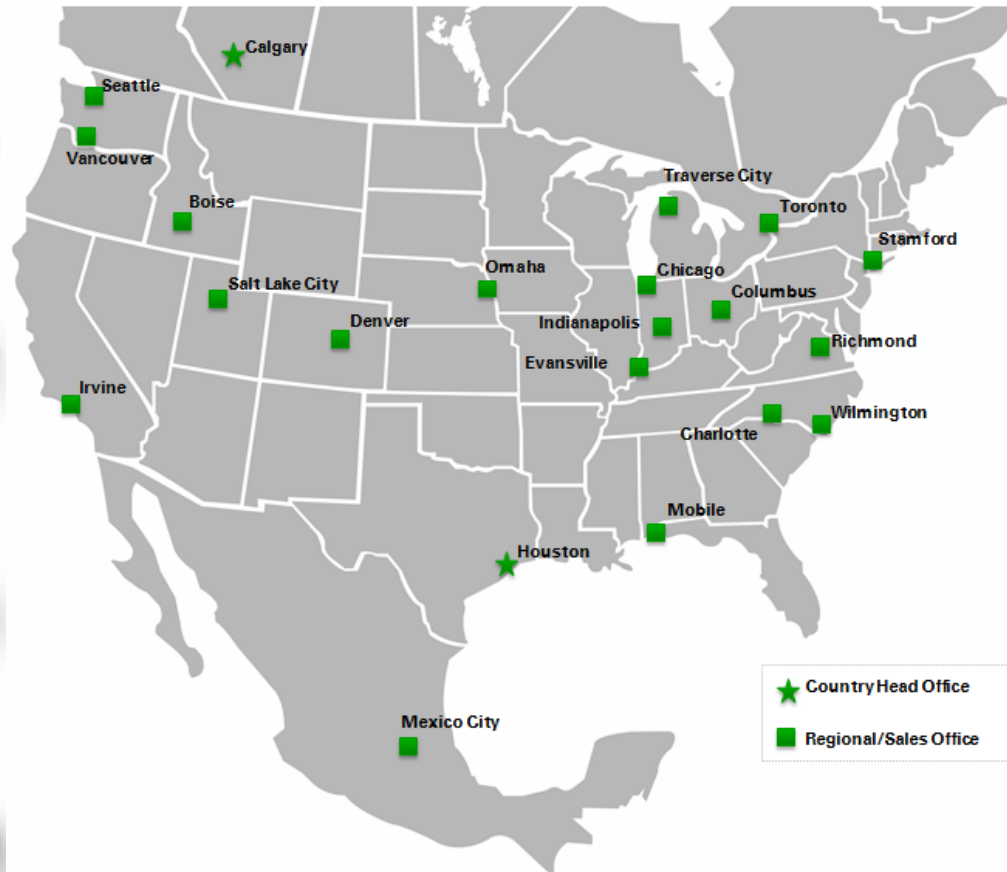 Calgary
Seattle
Vancouver
Traverse City
Boise
Toronto
Stamford
Omaha
Chicago
Salt Lake City
Columbus
Denver
Indianapolis
Richmond
Evansville
Irvine
Wilmington
Charlotte
Mobile
Houston
Country Head Office
Mexico City
Regional/Sales Office